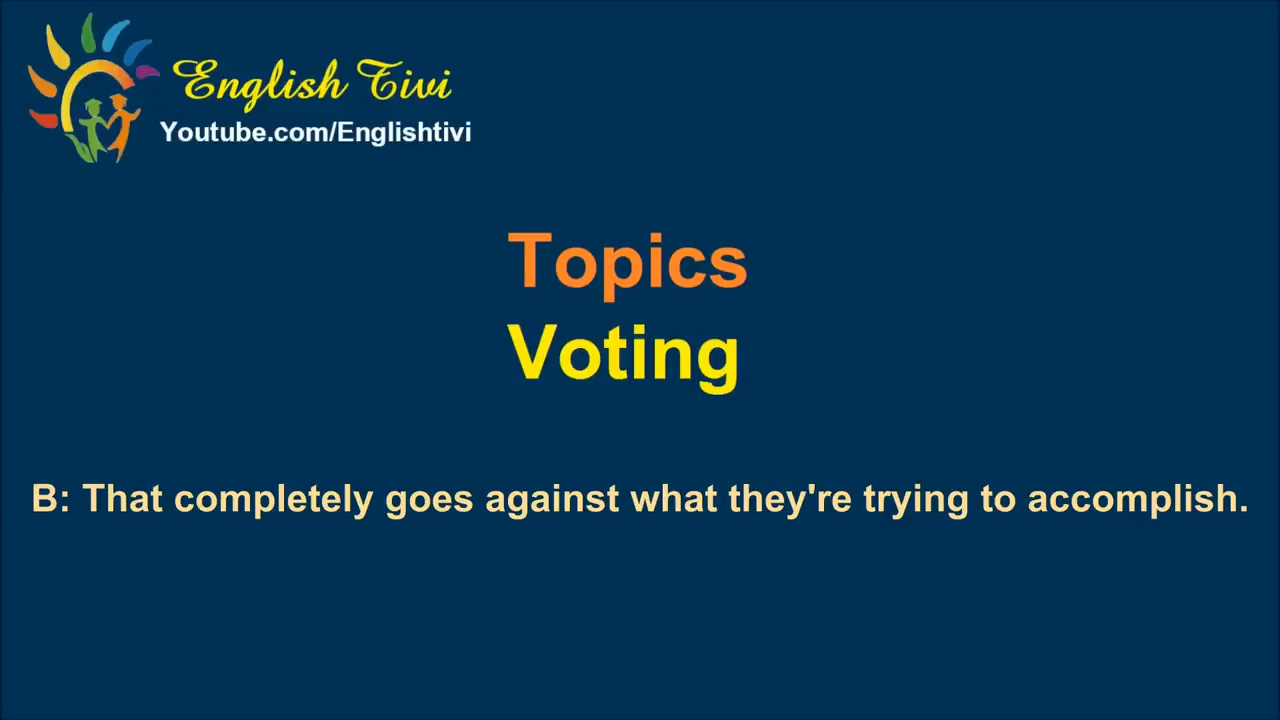 English Tivi
Youtube.com/Englishtivi
Topics
Voting
B: That completely goes against what they're trying to accomplish.